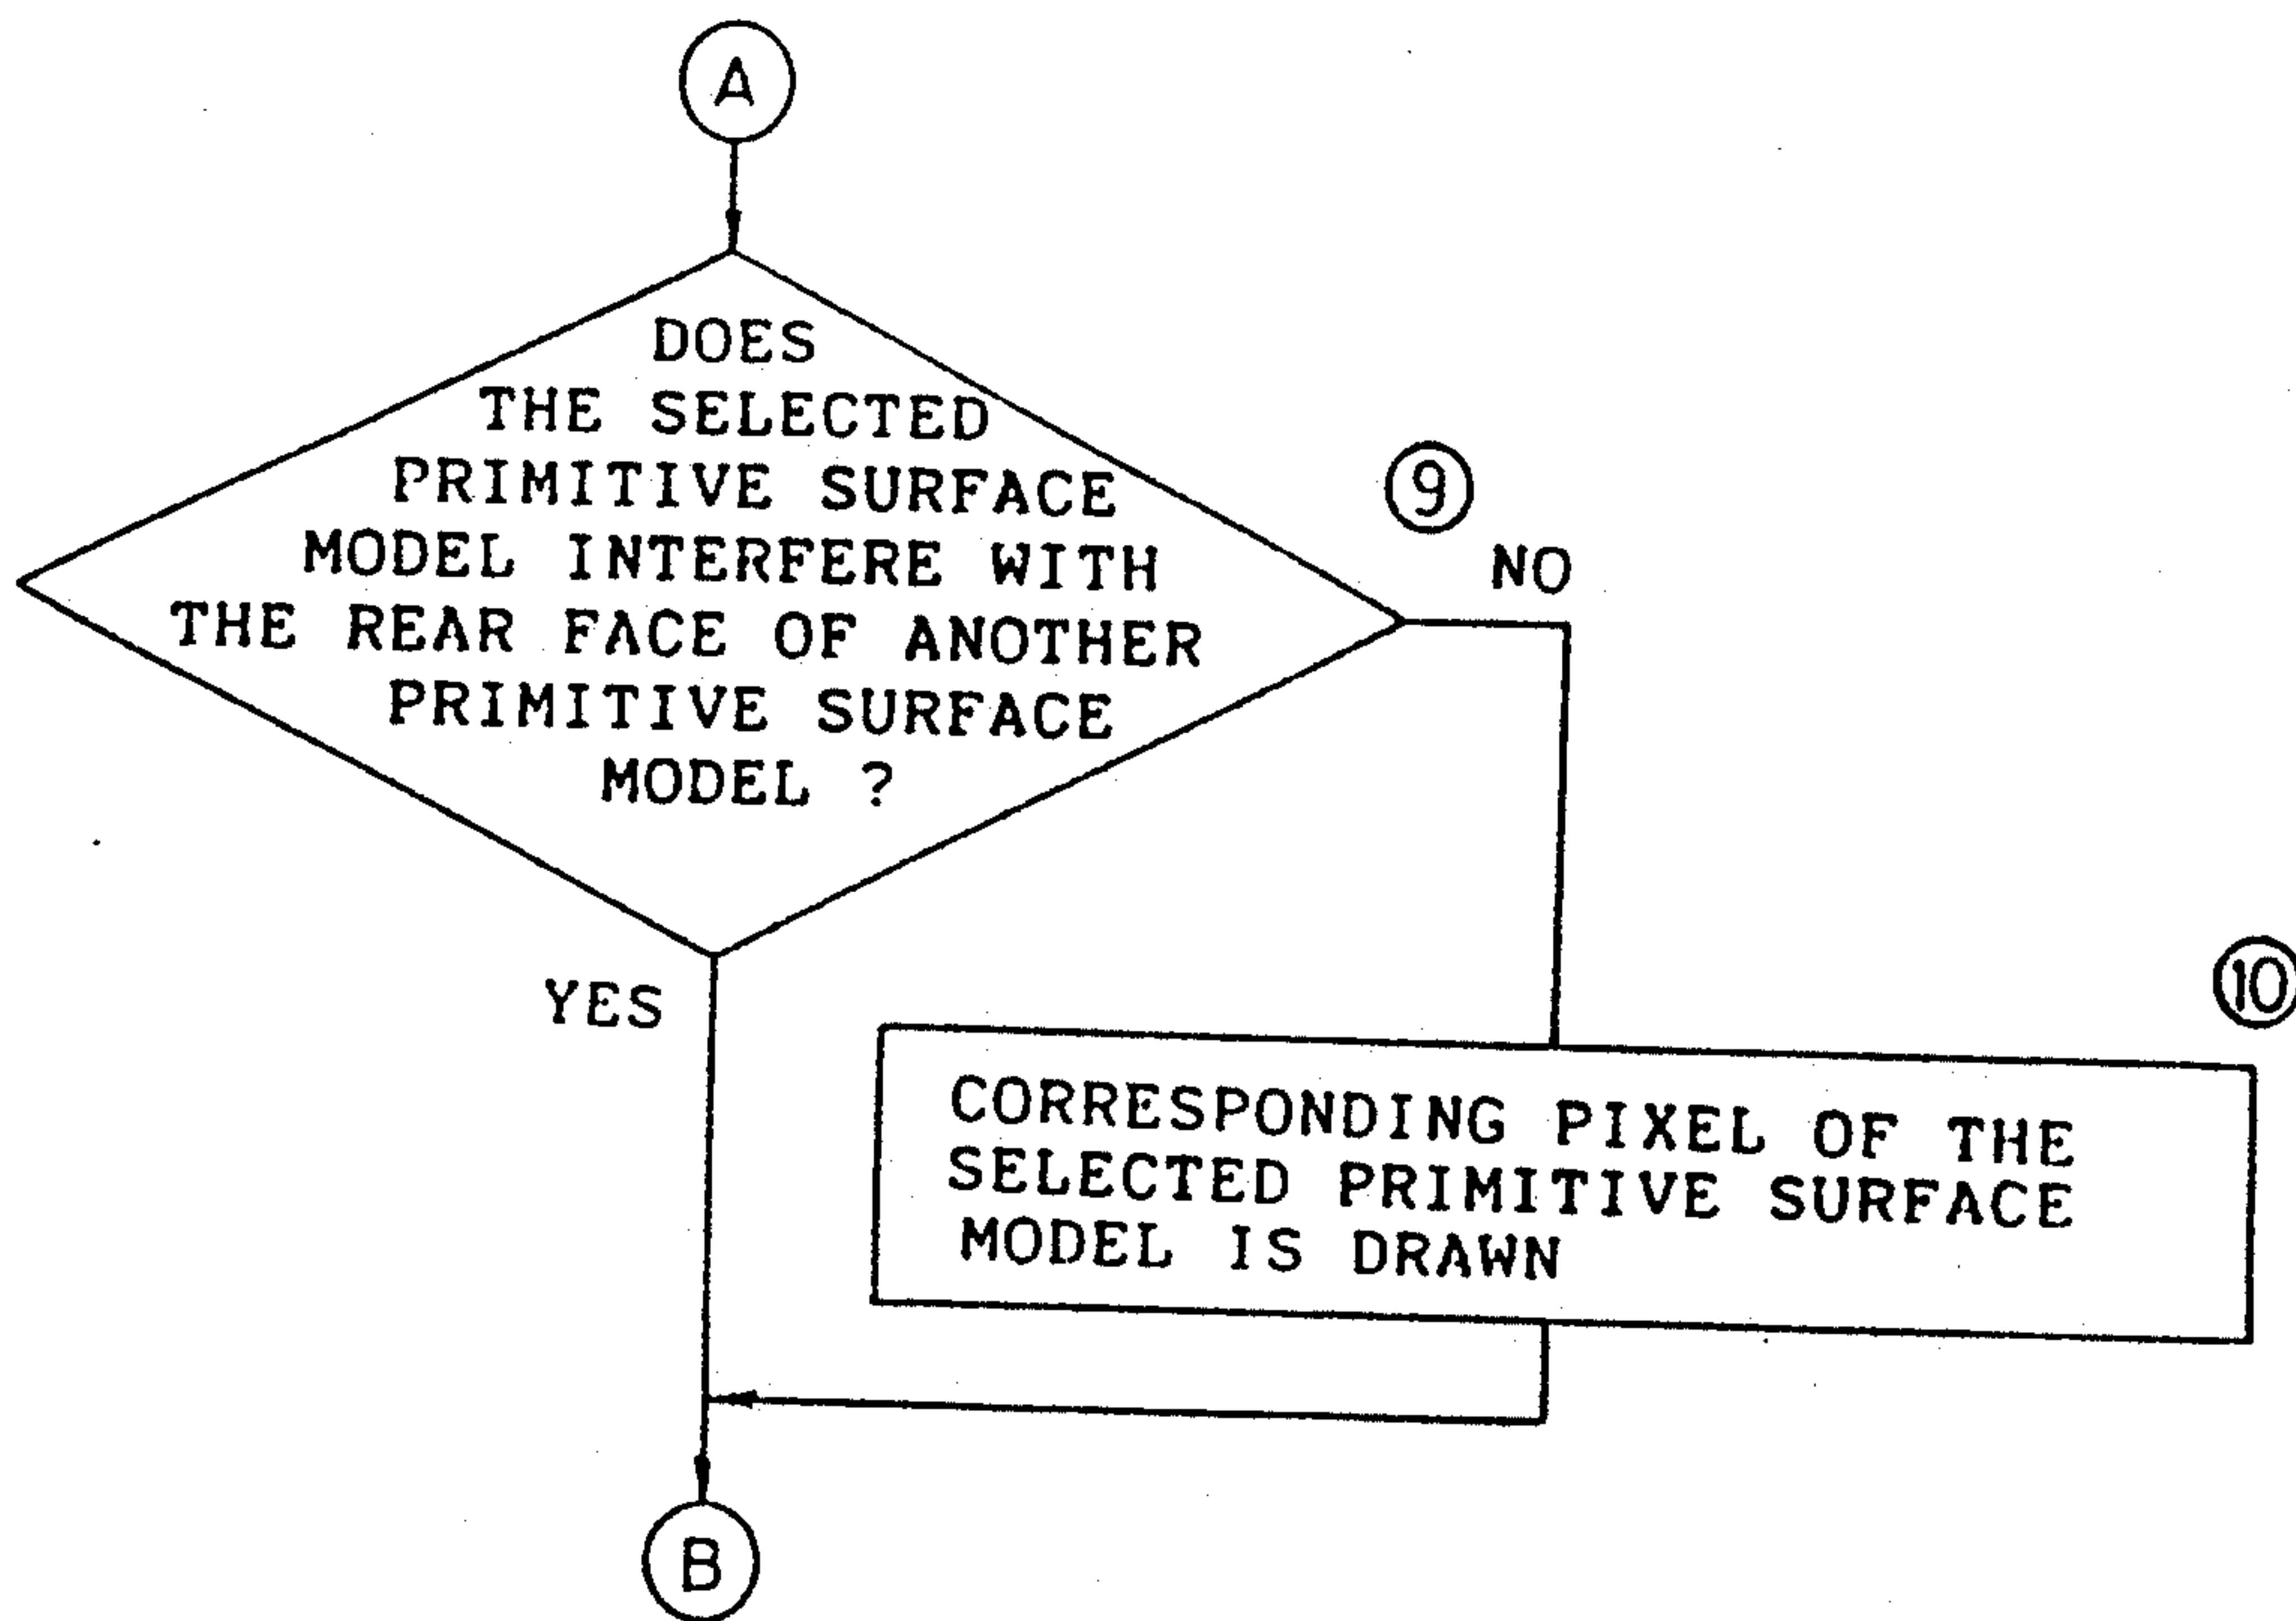 A
DOES
THE SELECTED
PRIMITIVE SURFACE
MODEL INTERFERE WITH
THE REAR FACE OF ANOTHER
PRIMITIVE SURFACE
MODEL ?
9
NO
YES
10
CORRESPONDING PIXEL OF THE
SELECTED PRIMITIVE SURFACE
MODEL IS DRAWN
B